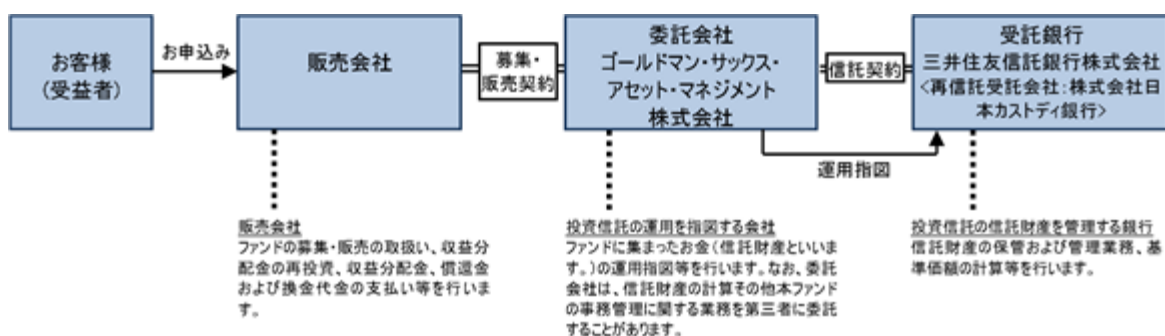 お客様
(受益者)
お申込み
販売会社
募集・
販売契約
委託会社
ゴールドマン・サックス・
アセット・マネジメント
株式会社
信託契約
受託銀行
三井住友信託銀行株式会社
<再信託受託会社:株式会社日
本カストディ銀行>
運用指図
販売会社
ファンドの募集・販売の取扱い、収益分
配金の再投資、収益分配金、償還金
および換金代金の支払い等を行いま
す。
投資信託の運用を指図する会社
ファンドに集まったお金(信託財産といいま
す。)の運用指図等を行います。なお、委託
会社は、信託財産の計算その他本ファンド
の事務管理に関する業務を第三者に委託
することがあります。
投資信託の信託財産を管理する銀行
信託財産の保管および管理業務、基
準価額の計算等を行います。